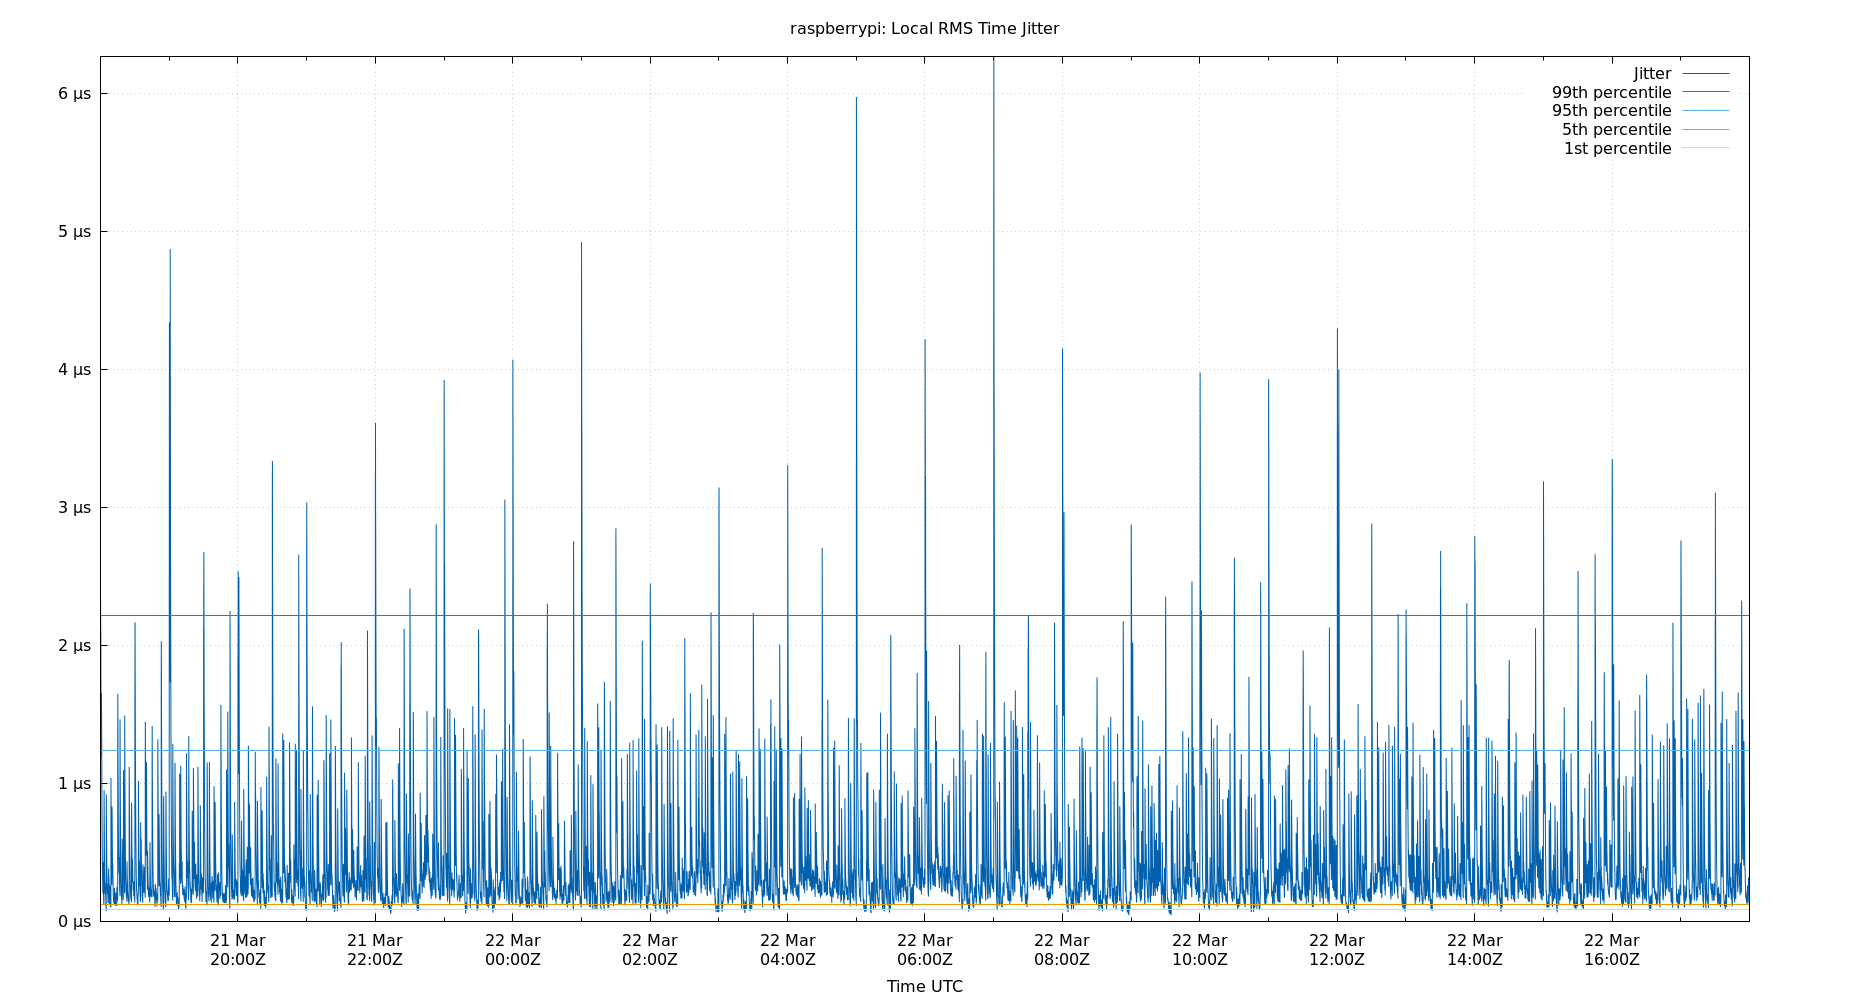 raspberrypi: Local RMS Time Jitter
Jitter
99th percentile
95th percentile
5th percentile
1st percentile
6 µs
5 µs
4 µs
3 µs
2 µs
1 µs
0 µs
21 Mar 21 Mar 22 Mar 22 Mar 22 Mar 22 Mar 22 Mar 22 Mar 22 Mar 22 Mar 22 Mar
20:00Z 22:00Z 00:00Z 02:00Z 04:00Z 06:00Z 08:00Z 10:00Z 12:00Z 14:00Z 16:00Z
Time UTC